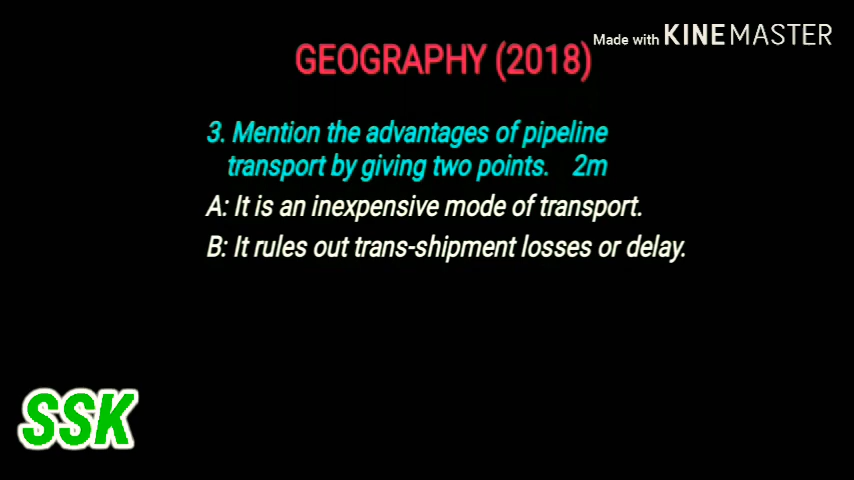 Made with KINEMASTER
GEOGRAPHY (2018)
3. Mention the advantages of pipeline
transport by giving two points. 2m
A: It is an inexpensive mode of transport.
B: It rules out trans-shipment losses or delay.
SSK